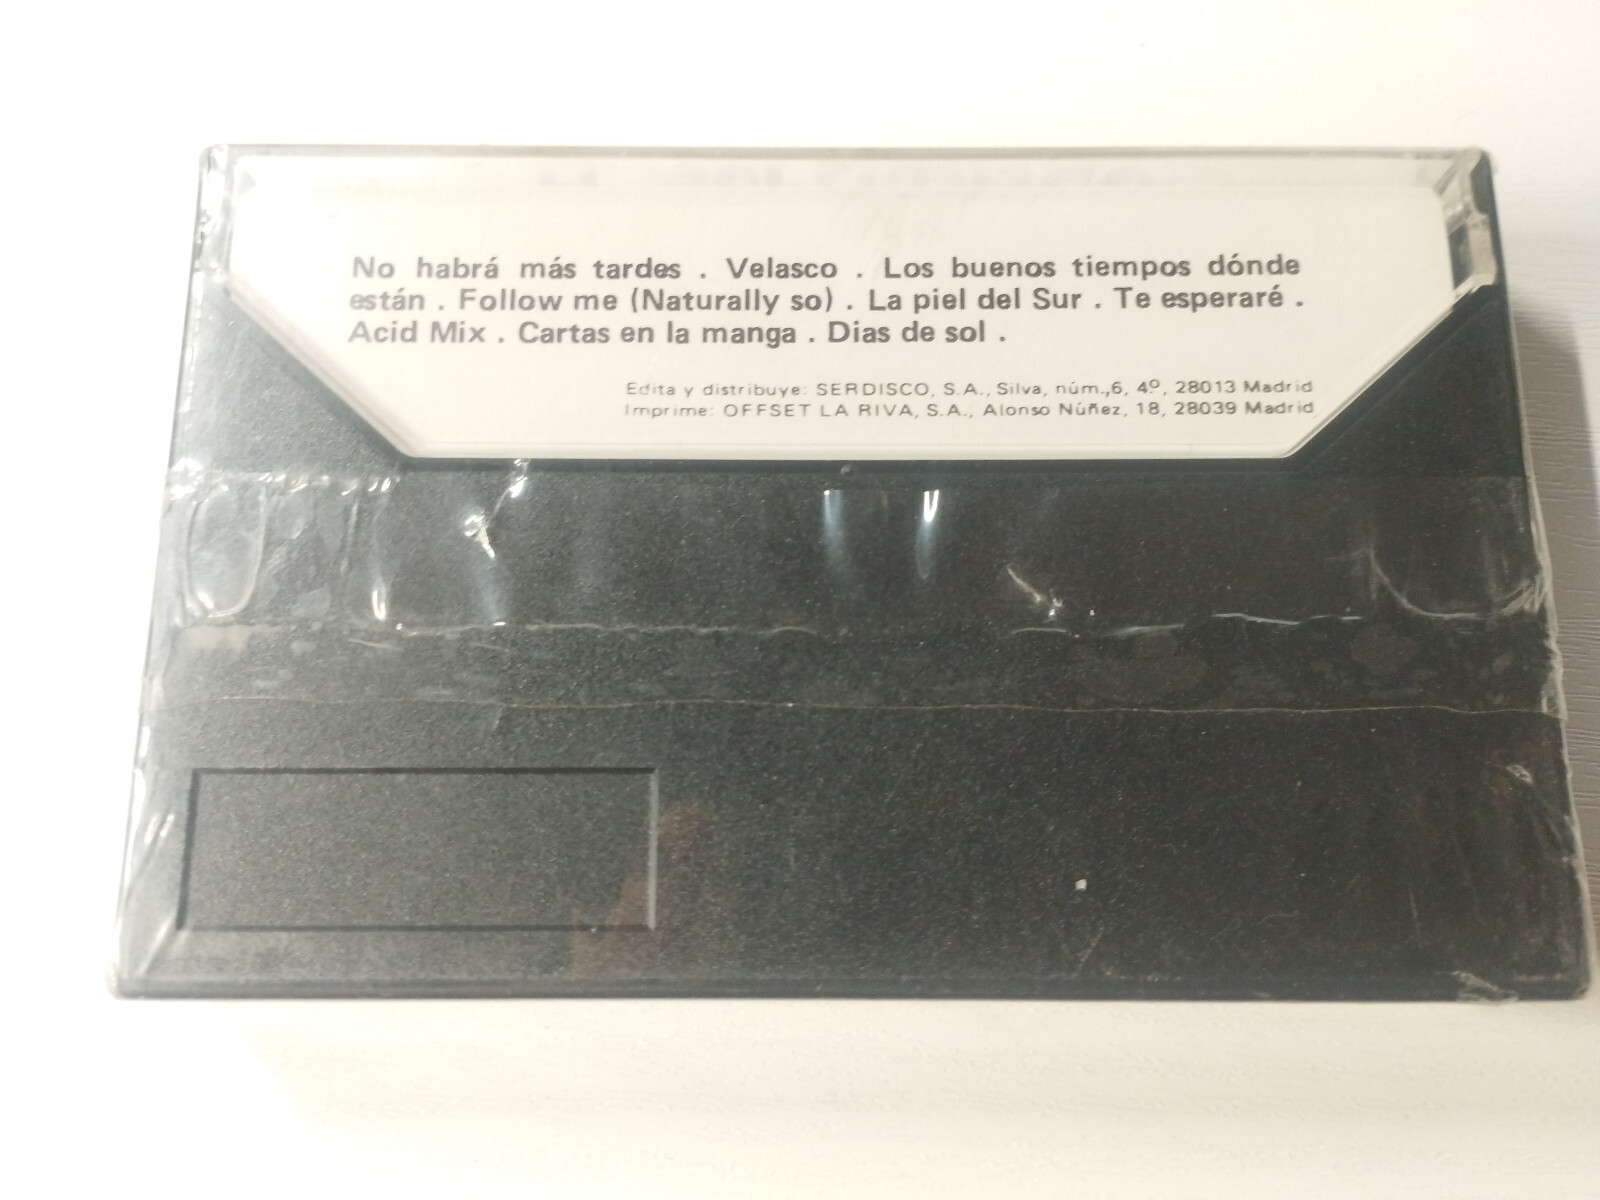 No habrá más tardes . Velasco . Los buenos tiempos dónde
están . Follow me (Naturally so) . La piel del Sur . Te esperaré .
Acid Mix . Cartas en la manga . Dias de sol .
Edita y distribuye: SERDISCO, S.A., Silva, núm.,6, 4º, 28013 Madrid
Imprime: OFFSET LA RIVA, S.A., Alonso Núñez, 18, 28039 Madrid